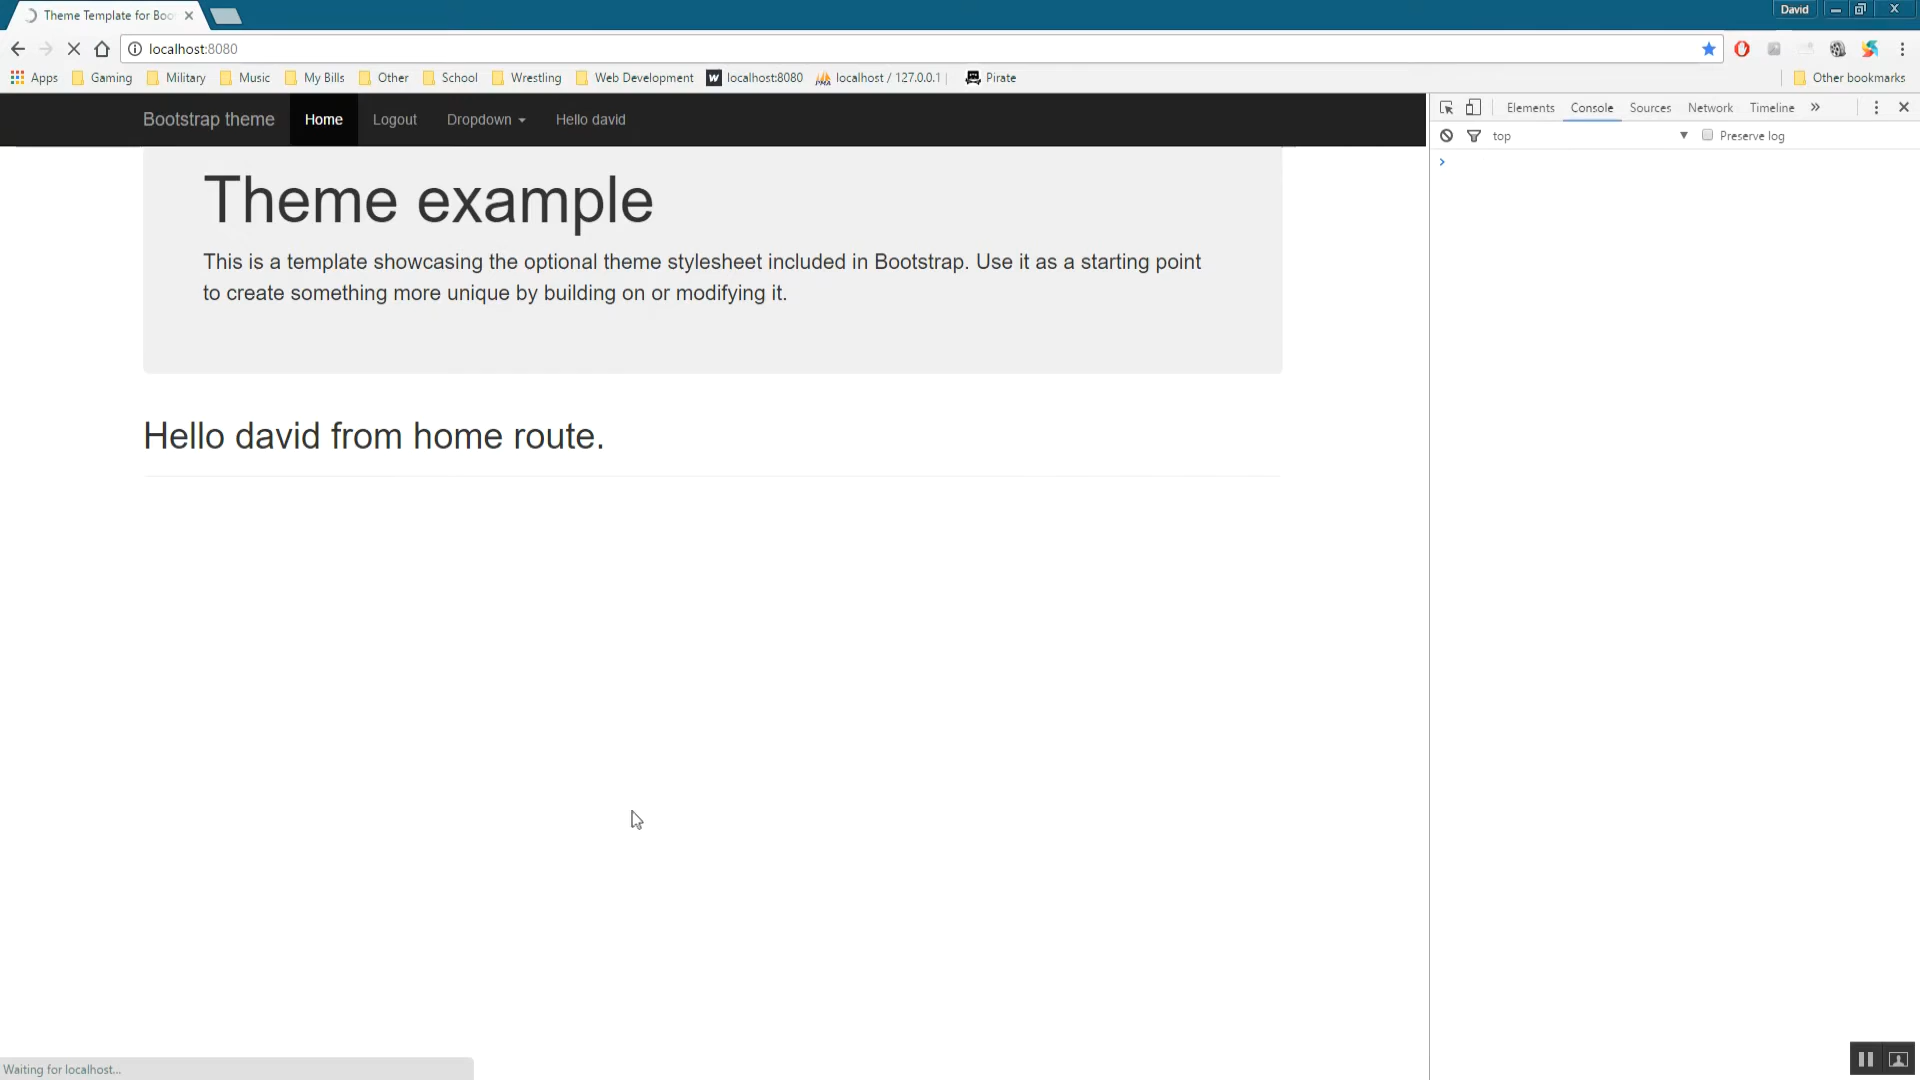 Theme Template for Boo
David
localhost:8080
Apps Gaming Military Music My Bills Other School Wrestling Web Development localhost:8080 localhost / 127.0.0.1 Pirate Other bookmarks
Bootstrap theme Home Logout Dropdown Hello david
Elements Console Sources Network Timeline »
top Preserve log
Theme example
This is a template showcasing the optional theme stylesheet included in Bootstrap. Use it as a starting point
to create something more unique by building on or modifying it.
Hello david from home route.
Waiting for localhost...